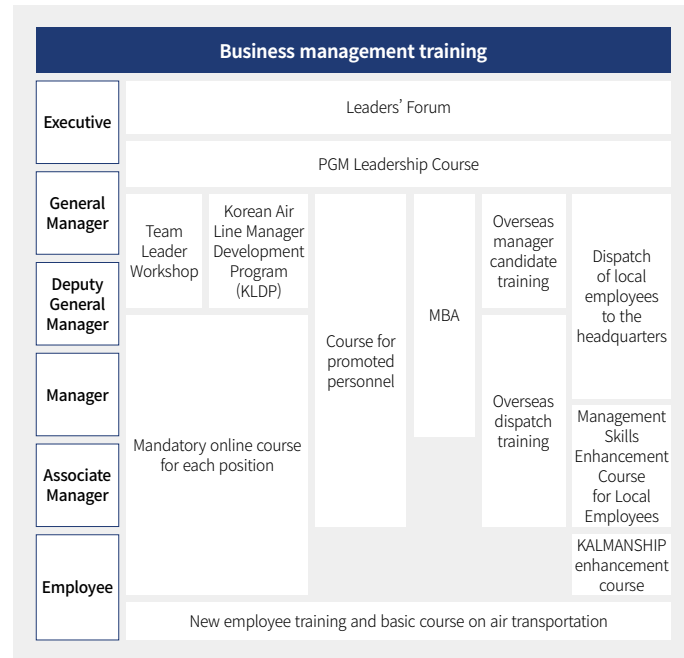 Business management training
Executive
Leaders’ Forum
PGM Leadership Course
General
Manager
Team
Leader
Workshop
Korean Air
Line Manager
Development
Program
(KLDP)
Course for
promoted
personnel
MBA
Overseas
manager
candidate
training
Dispatch
of local
employees
to the
headquarters
Deputy
General
Manager
Manager
Mandatory online course
for each position
Overseas
dispatch
training
Management
Skills
Enhancement
Course
for Local
Employees
Associate
Manager
KALMANSHIP
enhancement
course
Employee
New employee training and basic course on air transportation